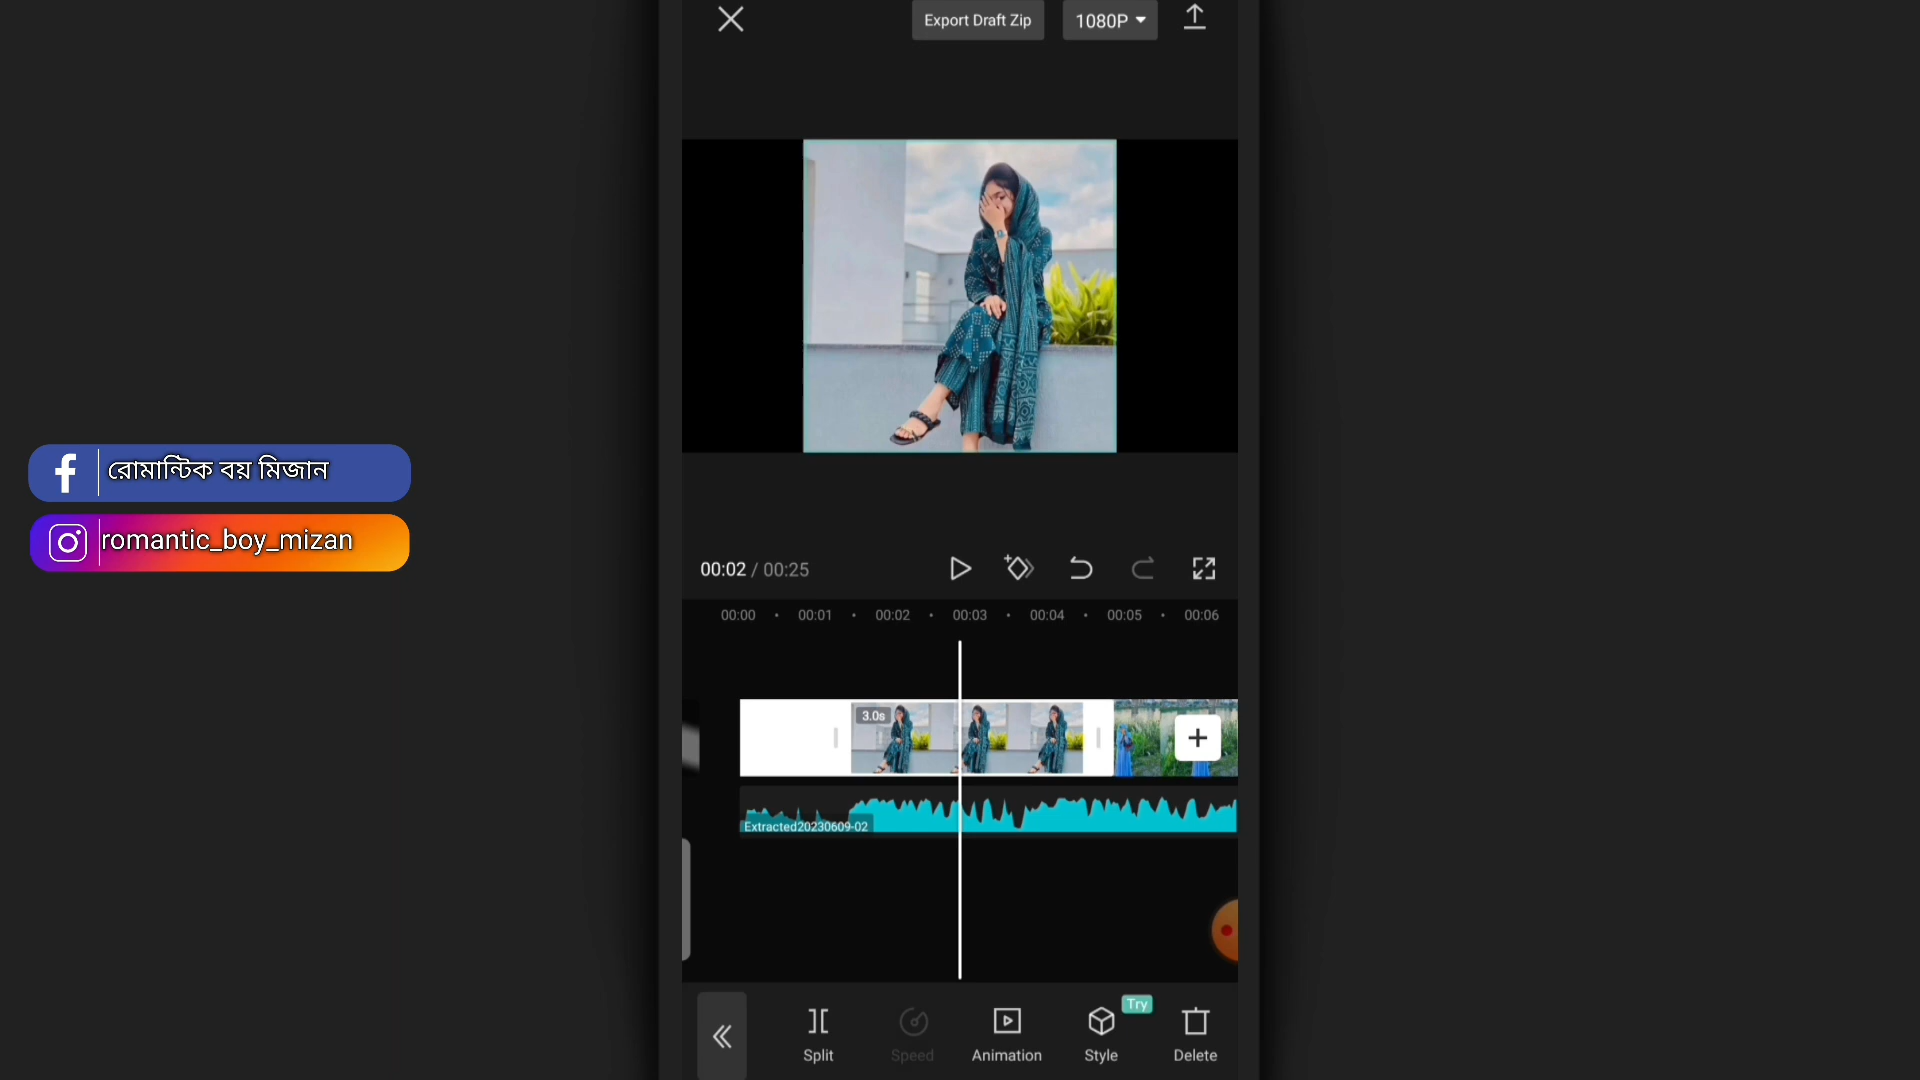 Export Draft Zip
1080P
রোমান্টিক বয় মিজান
romantic_boy_mizan
00:02 / 00:25
00:00 00:01 00:02 00:03 00:04 00:05 00:06
3.0s
Extracted20230609-02
Try
Split Speed Animation Style Delete